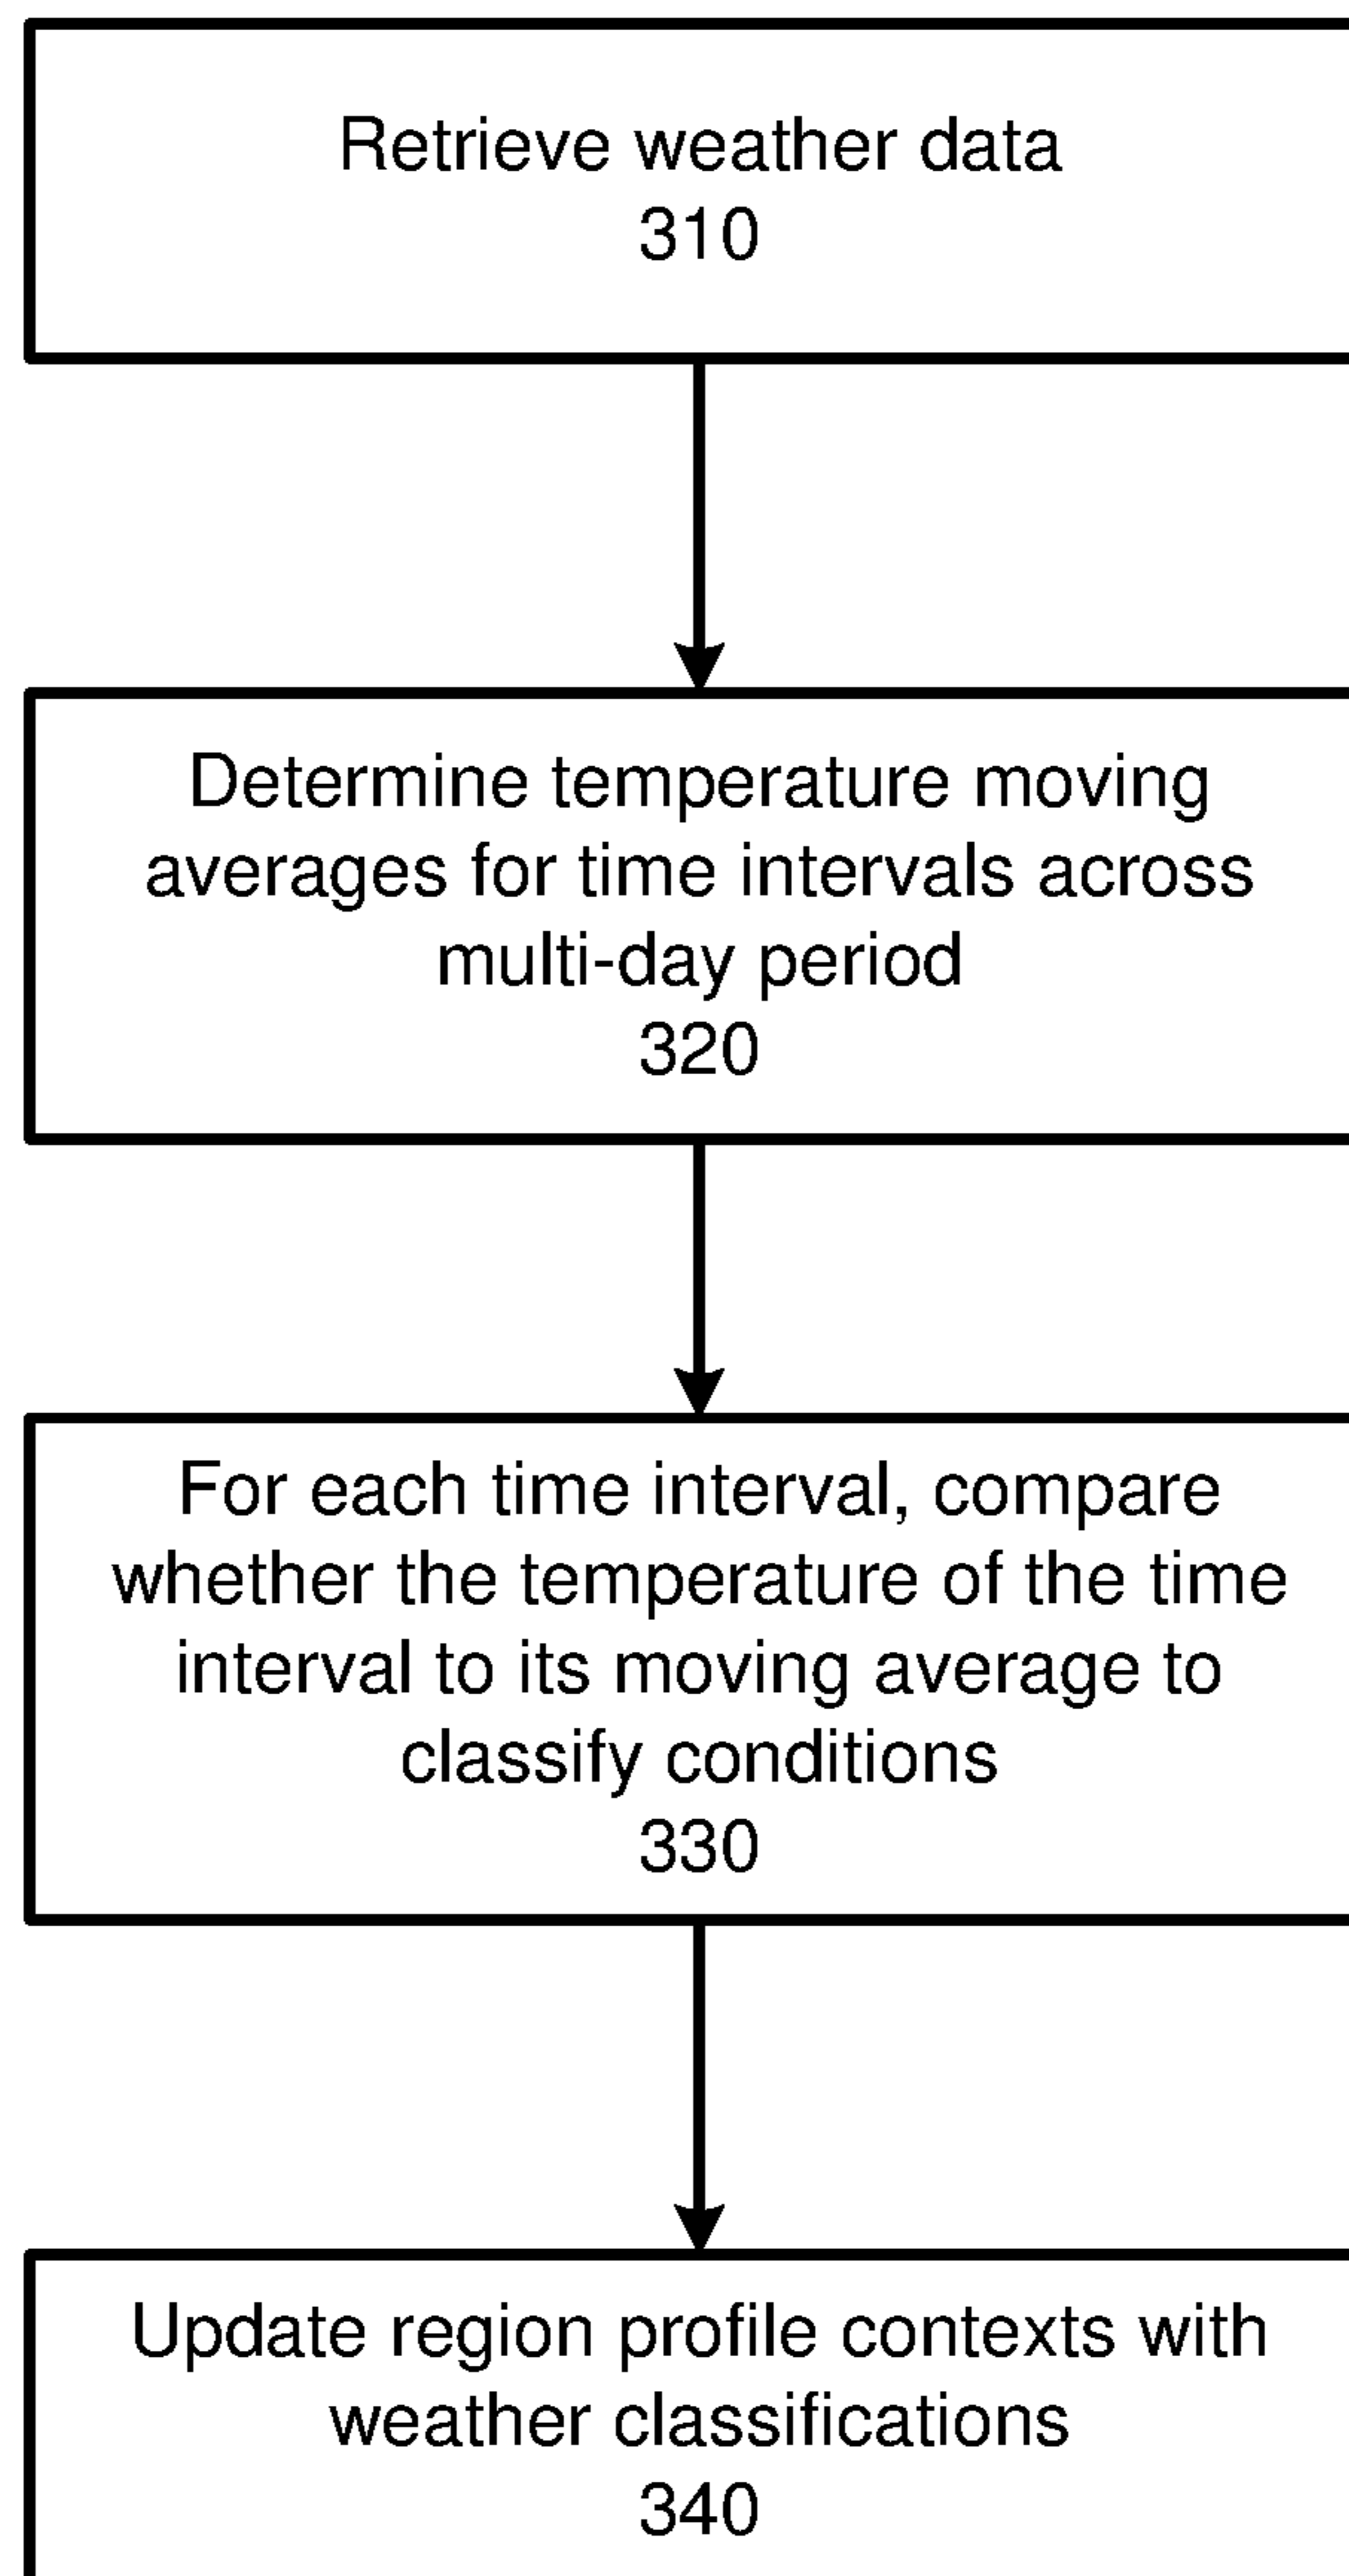 Retrieve weather data
310
Determine temperature moving
averages for time intervals across
multi-day period
320
For each time interval, compare
whether the temperature of the time
interval to its moving average to
classify conditions
330
Update region profile contexts with
weather classifications
340